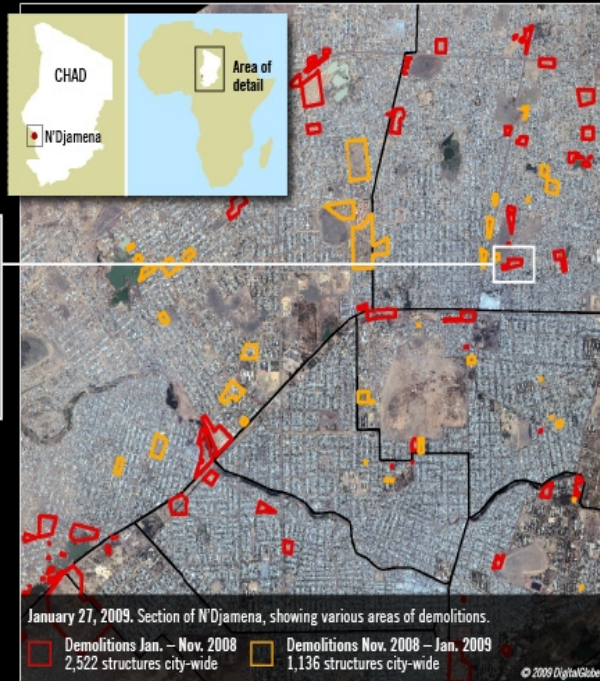 CHAD
N'Djamena
Area of
detail
January 27, 2009. Section of N'Djamena, showing various areas of demolitions.
Demolitions Jan. – Nov. 2008
2,522 structures city-wide
Demolitions Nov. 2008 – Jan. 2009
1,136 structures city-wide
© 2009 DigitalGlobe